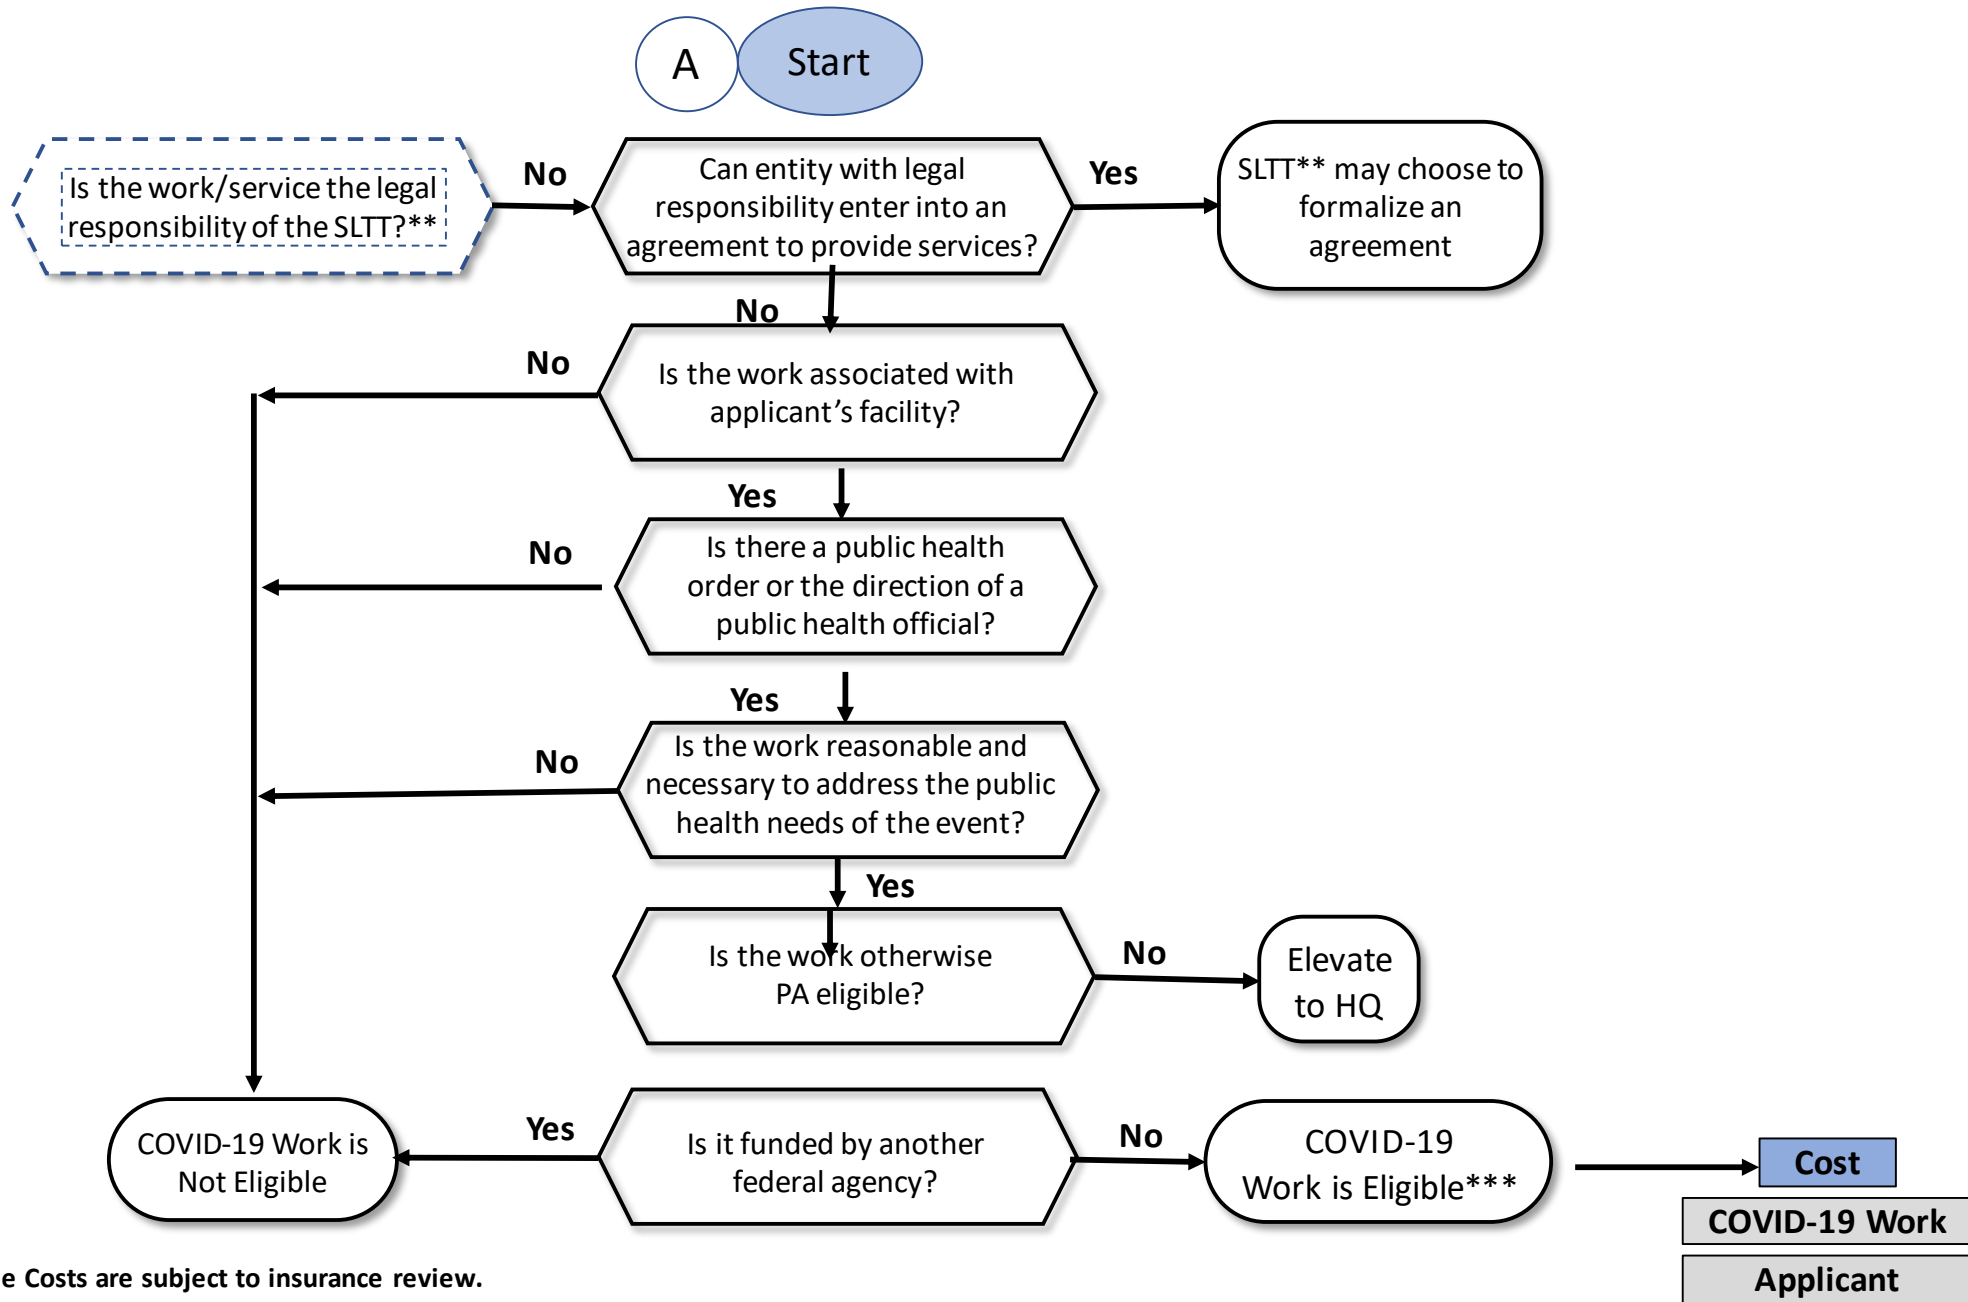 A
Start
Is the work/service the legal
responsibility of the SLTT?**
No
Can entity with legal
responsibility enter into an
agreement to provide services?
Yes
SLTT** may choose to
formalize an
agreement
No
No
Is the work associated with
applicant’s facility?
Yes
No
Is there a public health
order or the direction of a
public health official?
Yes
No
Is the work reasonable and
necessary to address the public
health needs of the event?
Yes
Is the work otherwise
PA eligible?
No
Elevate
to HQ
COVID-19 Work is
Not Eligible
Yes
Is it funded by another
federal agency?
No
COVID-19
Work is Eligible***
Cost
COVID-19 Work
Applicant
e Costs are subject to insurance review.